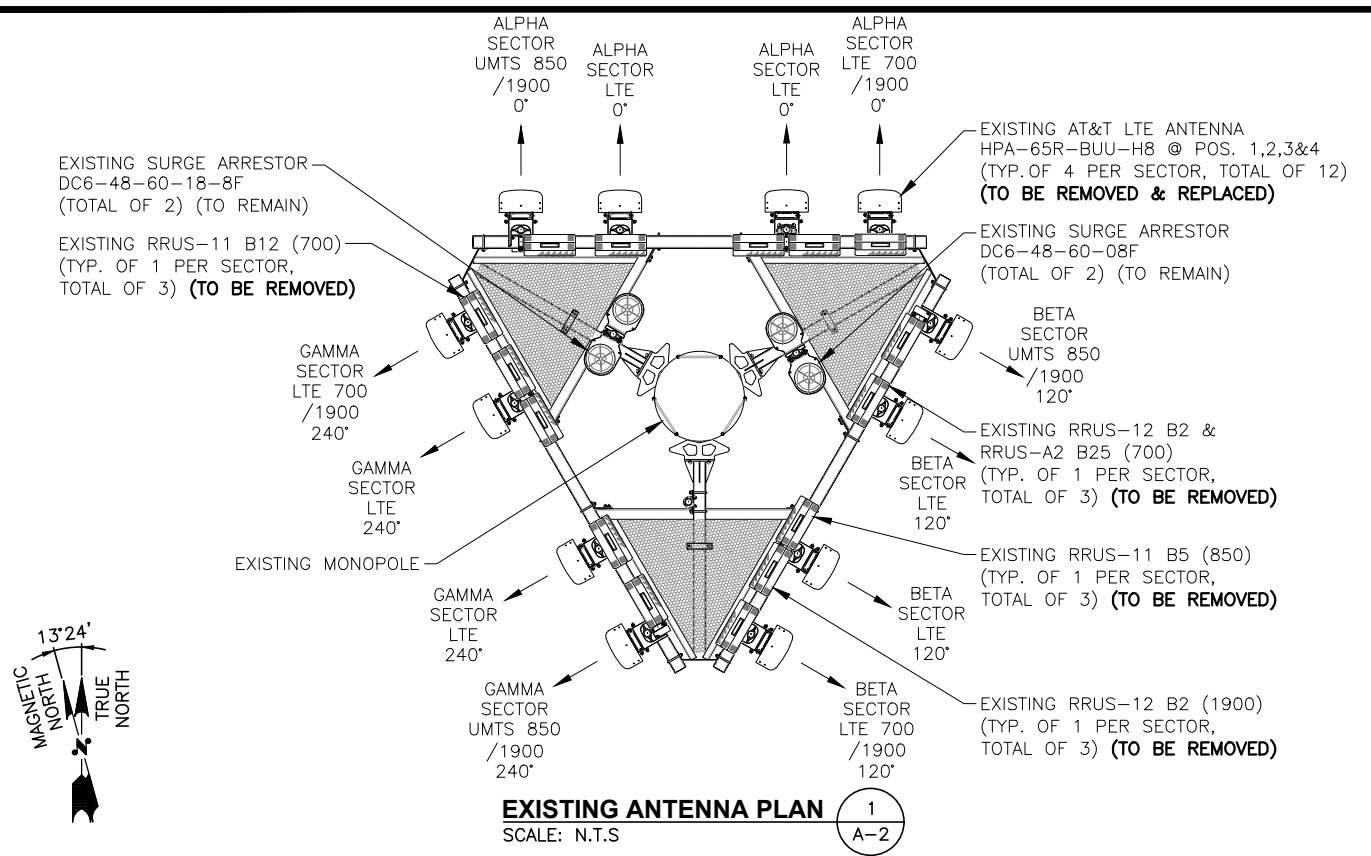 ALPHA
SECTOR
UMTS 850
/1900
0°
ALPHA
SECTOR
LTE
0°
ALPHA
SECTOR
LTE
0°
ALPHA
SECTOR
LTE 700
/1900
0°
EXISTING SURGE ARRESTOR
DC6-48-60-18-8F
(TOTAL OF 2) (TO REMAIN)
EXISTING RRUS-11 B12 (700)
(TYP. OF 1 PER SECTOR,
TOTAL OF 3) (TO BE REMOVED)
EXISTING AT&T LTE ANTENNA
HPA-65R-BUU-H8 @ POS. 1,2,3&4
(TYP. OF 4 PER SECTOR, TOTAL OF 12)
(TO BE REMOVED & REPLACED)
EXISTING SURGE ARRESTOR
DC6-48-60-08F
(TOTAL OF 2) (TO REMAIN)
BETA
SECTOR
UMTS 850
/1900
120°
GAMMA
SECTOR
LTE 700
/1900
240°
GAMMA
SECTOR
LTE
240°
EXISTING RRUS-12 B2 &
RRUS-A2 B25 (700)
(TYP. OF 1 PER SECTOR,
TOTAL OF 3) (TO BE REMOVED)
BETA
SECTOR
LTE
120°
EXISTING MONOPOLE
EXISTING RRUS-11 B5 (850)
(TYP. OF 1 PER SECTOR,
TOTAL OF 3) (TO BE REMOVED)
GAMMA
SECTOR
LTE
240°
BETA
SECTOR
LTE
120°
13°24'
MAGNETIC
NORTH
TRUE
NORTH
N
GAMMA
SECTOR
UMTS 850
/1900
240°
BETA
SECTOR
LTE 700
/1900
120°
EXISTING RRUS-12 B2 (1900)
(TYP. OF 1 PER SECTOR,
TOTAL OF 3) (TO BE REMOVED)
EXISTING ANTENNA PLAN
SCALE: N.T.S
1
A-2